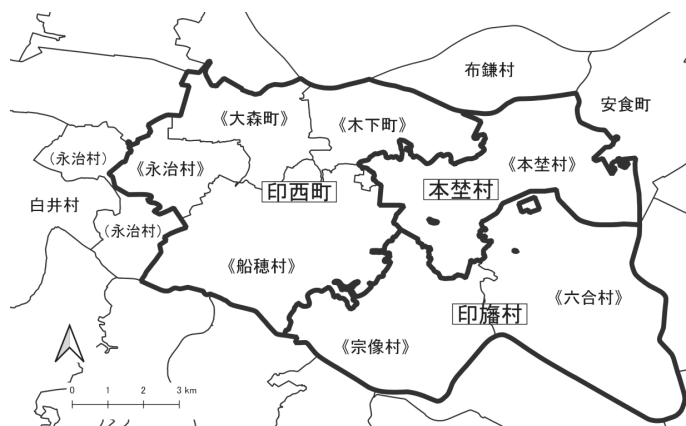 布鎌村
安食町
《大森町》
《木下町》
(永治村)
《永治村》
《本埜村》
印西町
本埜村
白井村
(永治村)
《船穂村》
《六合村》
印旛村
《宗像村》
0 1 2 3 km